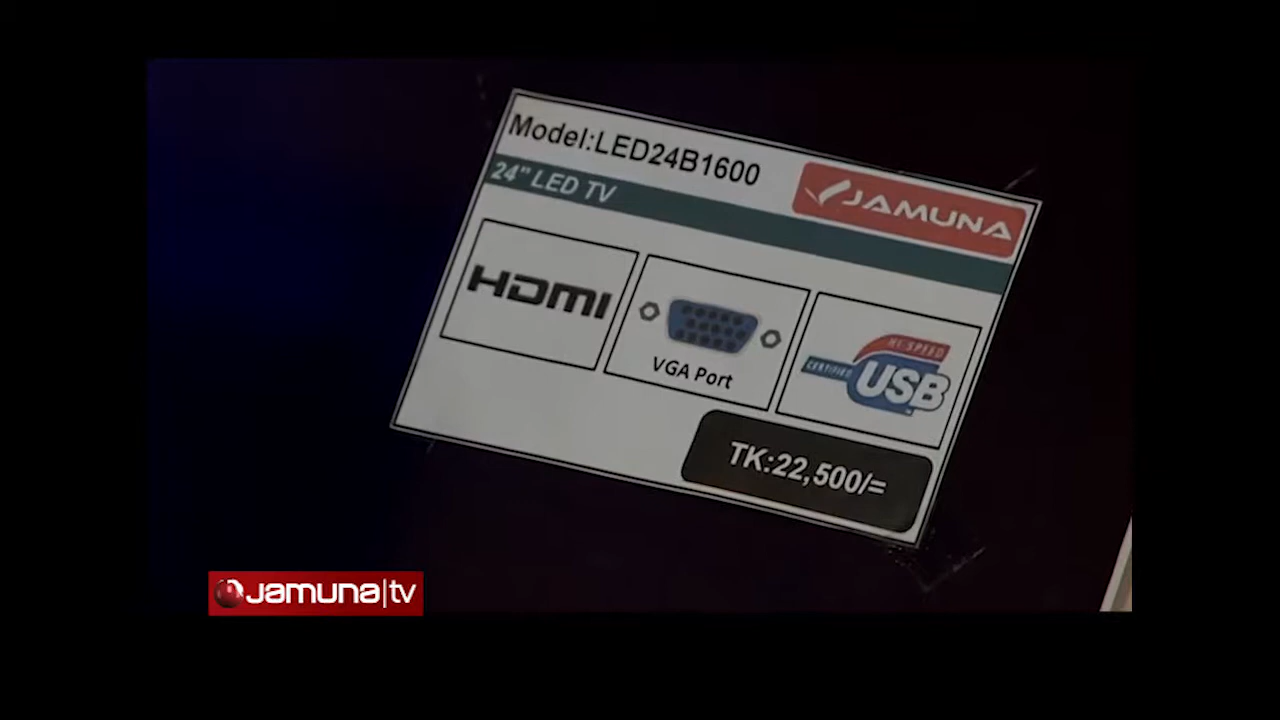 Model:LED24B1600
JAMUNA
24" LED TV
HDMI
VGA Port
HI-SPEED
CERTIFIED
USB
TK:22,500/=
Jamuna|tv